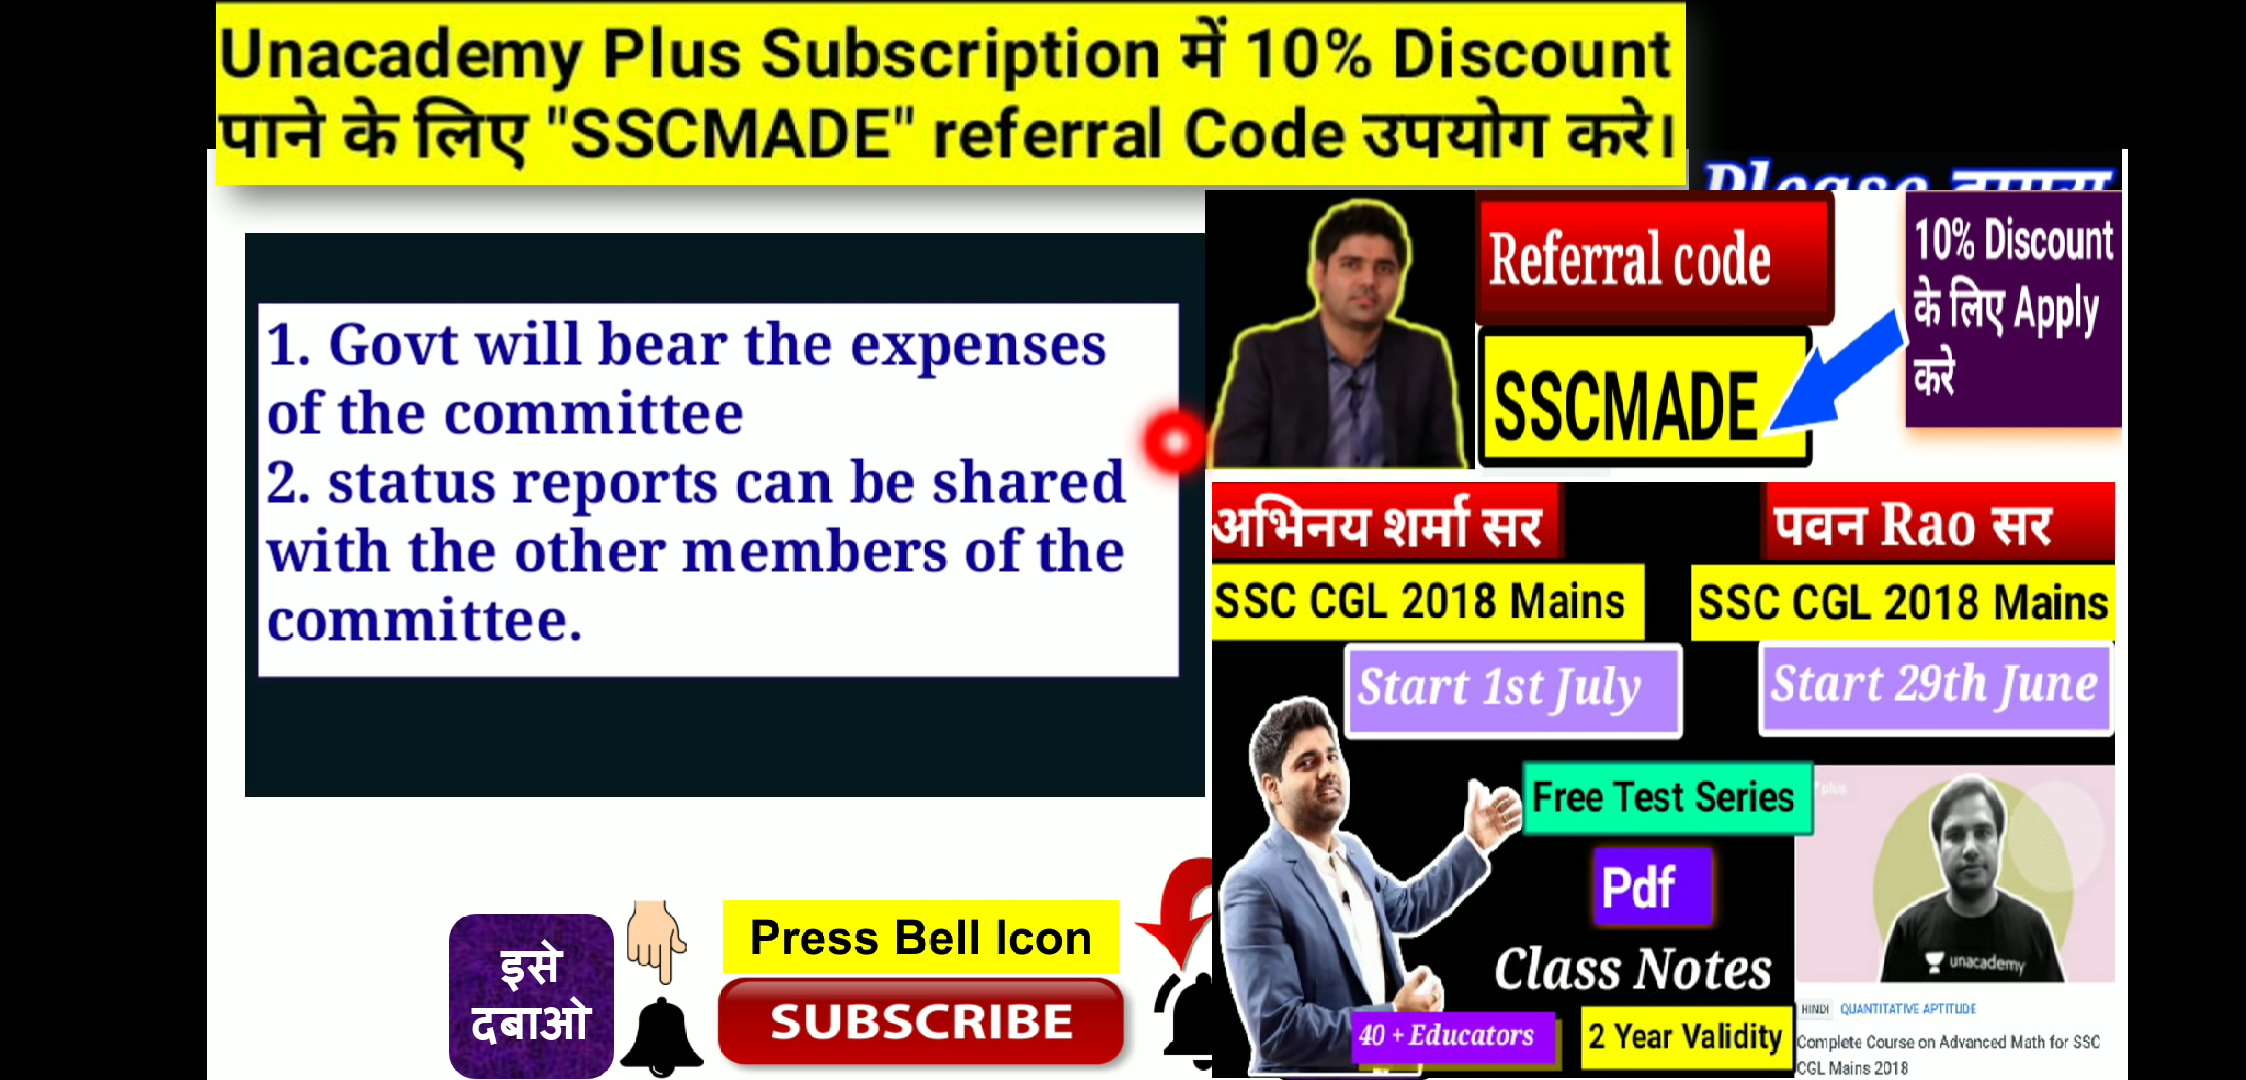 Unacademy Plus Subscription में 10% Discount
पाने के लिए "SSCMADE" referral Code उपयोग करे।
Please
1. Govt will bear the expenses
of the committee
2. status reports can be shared
with the other members of the
committee.
Referral code
SSCMADE
10% Discount
के लिए Apply
करे
अभिनय शर्मा सर
SSC CGL 2018 Mains
Start 1st July
पवन Rao सर
SSC CGL 2018 Mains
Start 29th June
Free Test Series
Pdf
Class Notes
40 + Educators
2 Year Validity
plus
unacademy
HINDI QUANTITATIVE APTITUDE
Complete Course on Advanced Math for SSC
CGL Mains 2018
इसे
दबाओ
Press Bell Icon
SUBSCRIBE